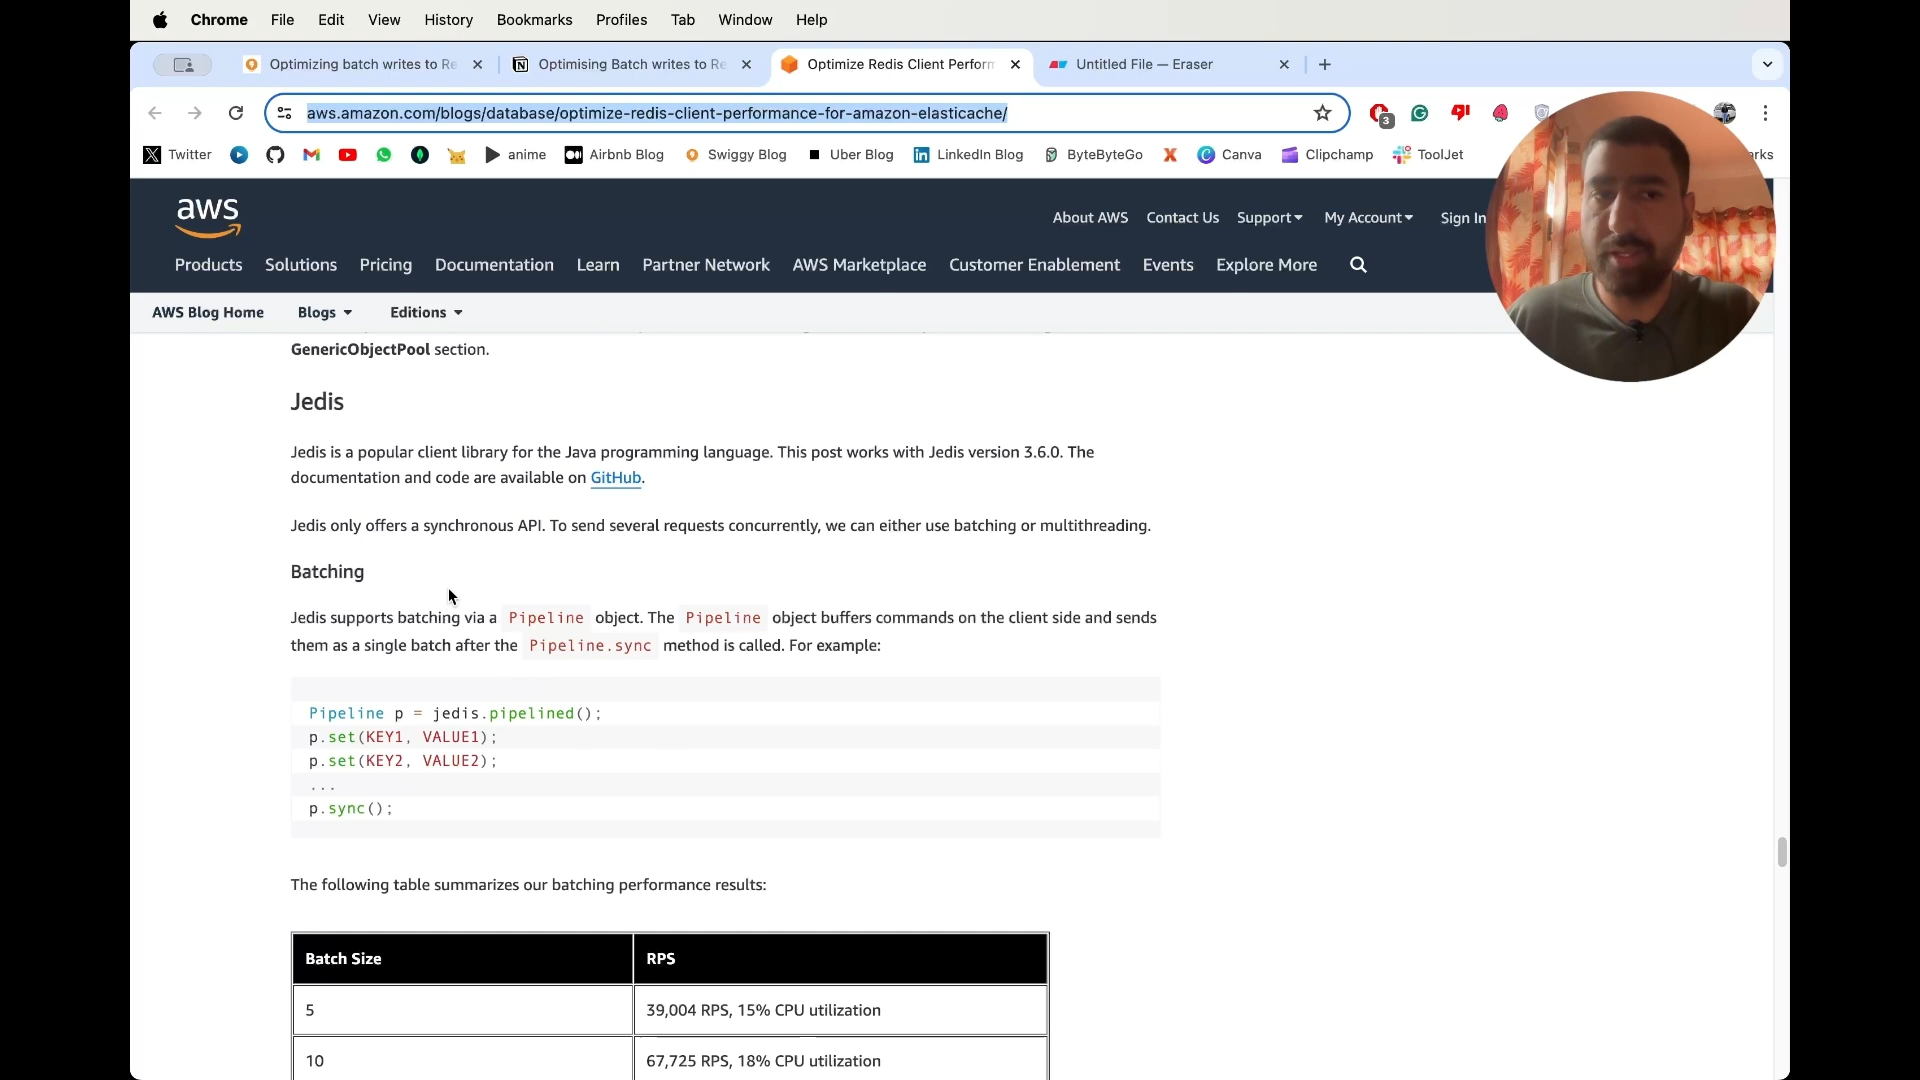 Chrome File Edit View History Bookmarks Profiles Tab Window Help
Optimizing batch writes to Re Optimising Batch writes to Re Optimize Redis Client Perforn Untitled File — Eraser
aws.amazon.com/blogs/database/optimize-redis-client-performance-for-amazon-elasticache/
3
Twitter anime Airbnb Blog Swiggy Blog Uber Blog LinkedIn Blog ByteByteGo Canva Clipchamp ToolJet
aws
About AWS Contact Us Support My Account Sign In
Products Solutions Pricing Documentation Learn Partner Network AWS Marketplace Customer Enablement Events Explore More
AWS Blog Home Blogs Editions
GenericObjectPool section.
Jedis
Jedis is a popular client library for the Java programming language. This post works with Jedis version 3.6.0. The
documentation and code are available on GitHub.
Jedis only offers a synchronous API. To send several requests concurrently, we can either use batching or multithreading.
Batching
Jedis supports batching via a Pipeline object. The Pipeline object buffers commands on the client side and sends
them as a single batch after the Pipeline.sync method is called. For example:
Pipeline p = jedis.pipelined();
p.set(KEY1, VALUE1);
p.set(KEY2, VALUE2);
...
p.sync();
The following table summarizes our batching performance results:
Batch Size RPS
5 39,004 RPS, 15% CPU utilization
10 67,725 RPS, 18% CPU utilization